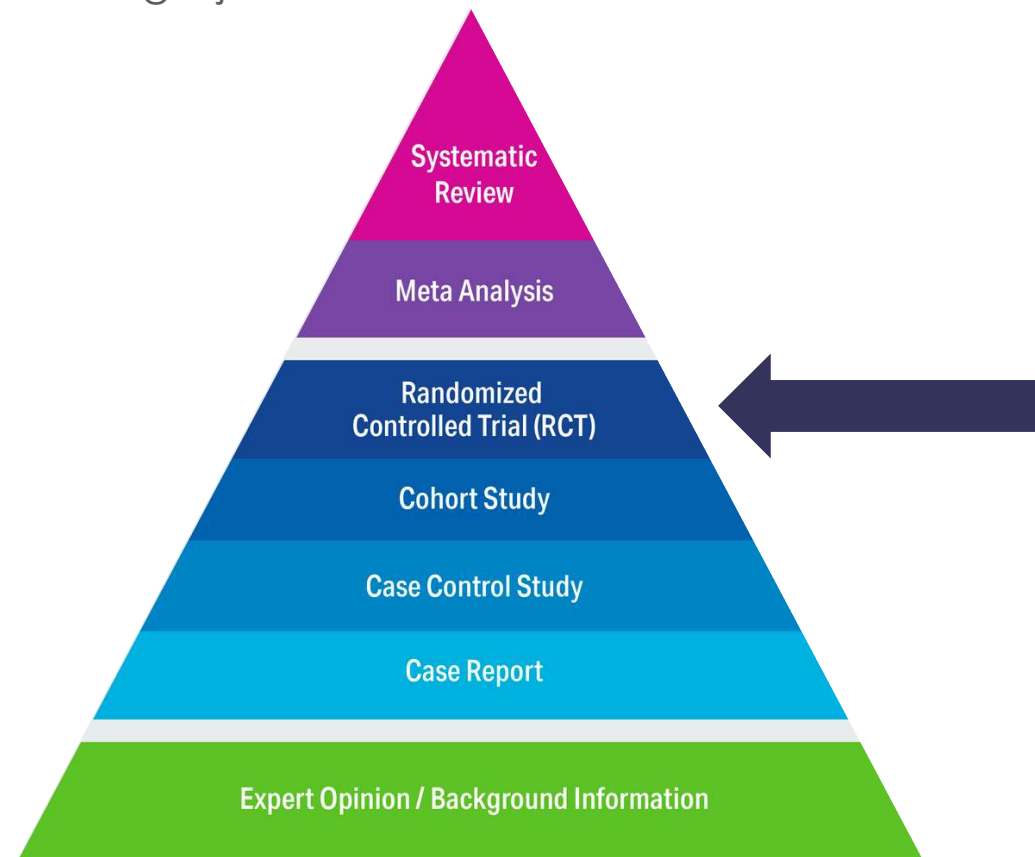 Systematic
Review
Meta Analysis
Randomized
Controlled Trial (RCT)
Cohort Study
Case Control Study
Case Report
Expert Opinion / Background Information